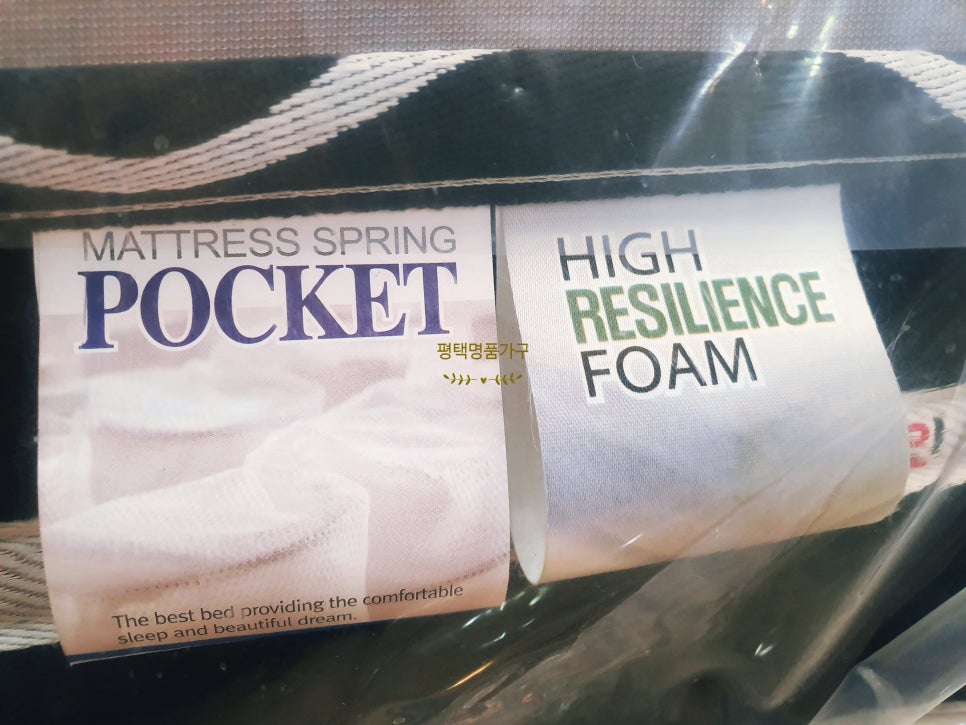 MATTRESS SPRING
POCKET
The best bed providing the comfortable
sleep and beautiful dream.
HIGH
RESILIENCE
FOAM
평택명품가구